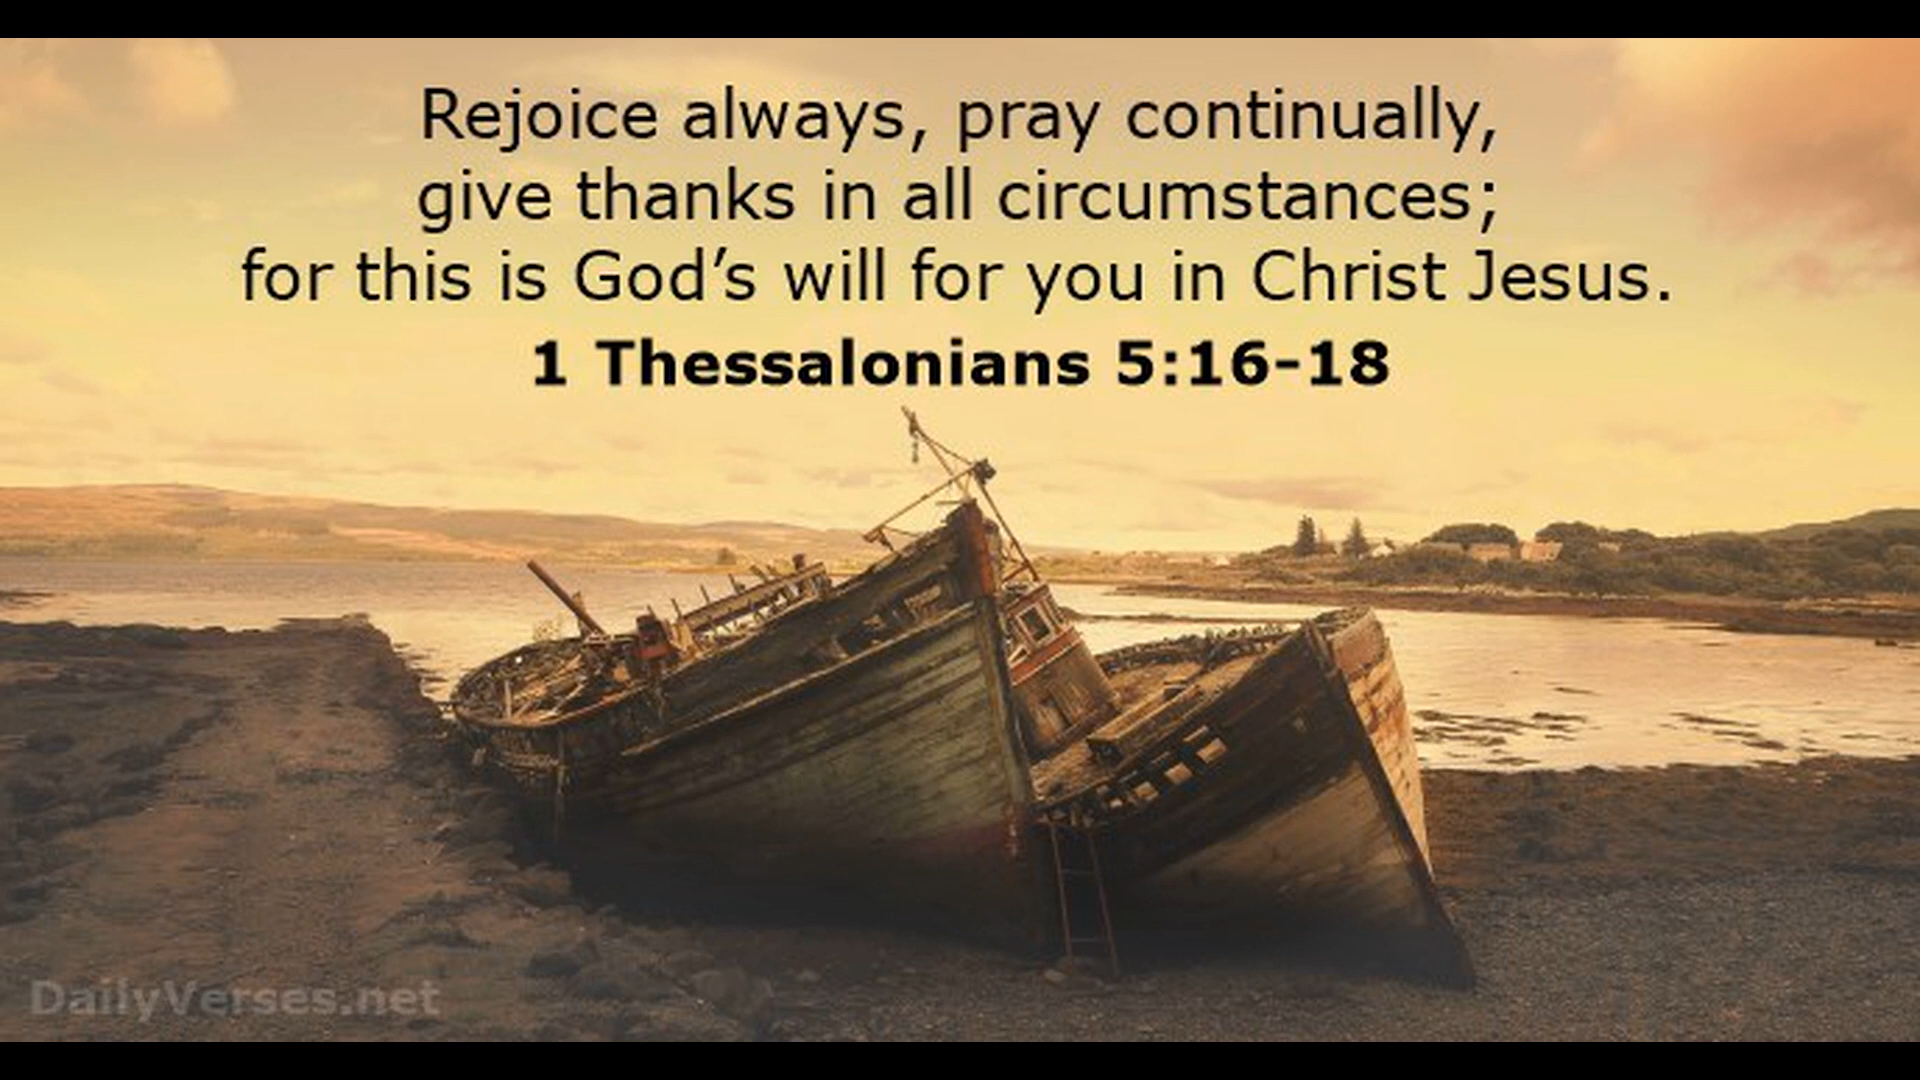 Rejoice always, pray continually,
give thanks in all circumstances;
for this is God’s will for you in Christ Jesus.
1 Thessalonians 5:16-18
DailyVerses.net